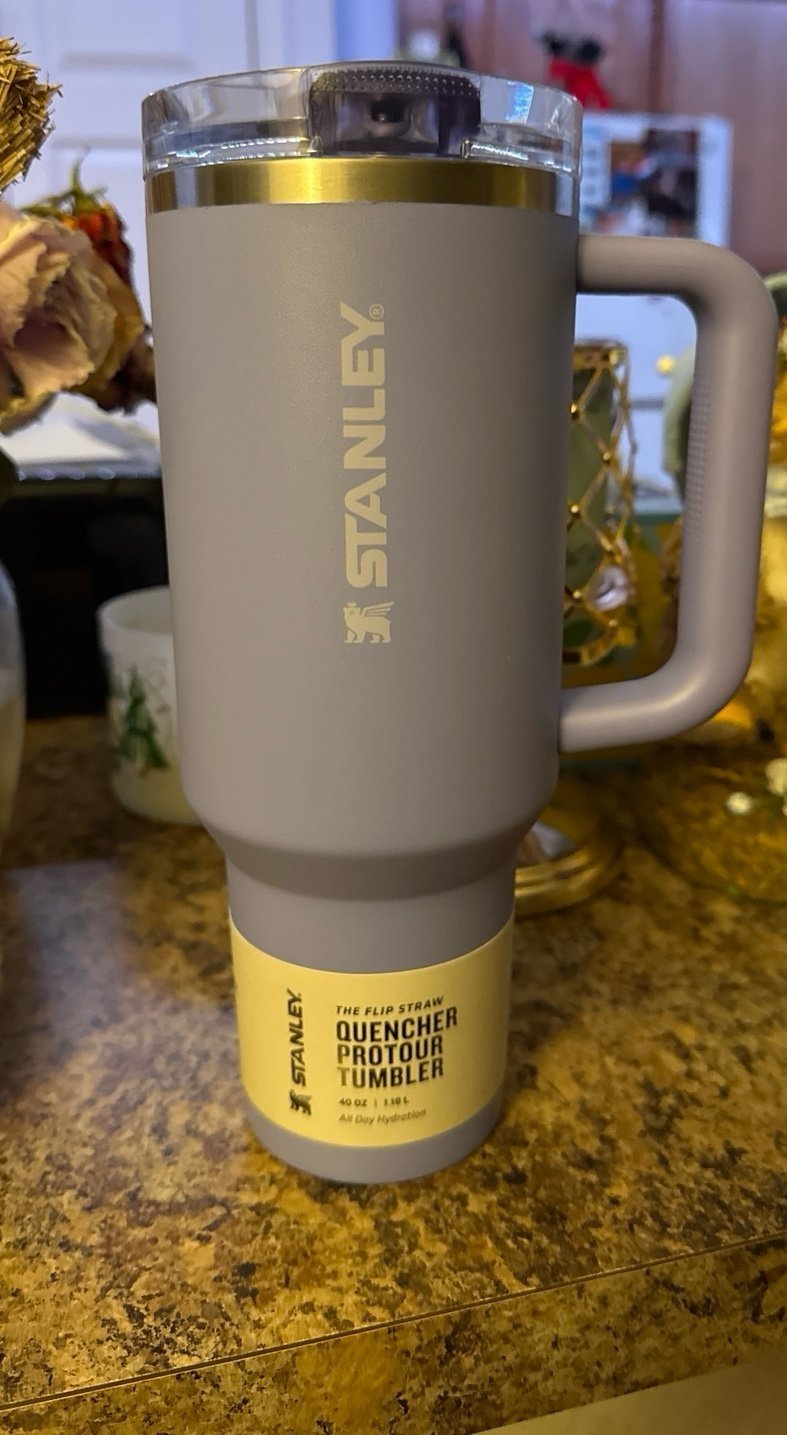 STANLEY®
STANLEY.
THE FLIP STRAW
QUENCHER
PROTOUR
TUMBLER
40 OZ | 1.18 L
All Day Hydration